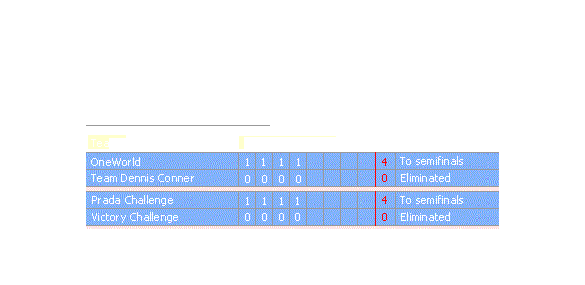 OneWorld 1 1 1 1 4 To semifinals
Team Dennis Conner 0 0 0 0 0 Eliminated
Prada Challenge 1 1 1 1 4 To semifinals
Victory Challenge 0 0 0 0 0 Eliminated